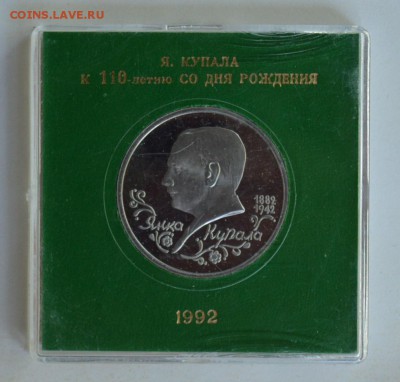 COINS.LAVE.RU
Я. КУПАЛА
К 110-летию СО ДНЯ РОЖДЕНИЯ
1882
1942
Янка
Купала
1992